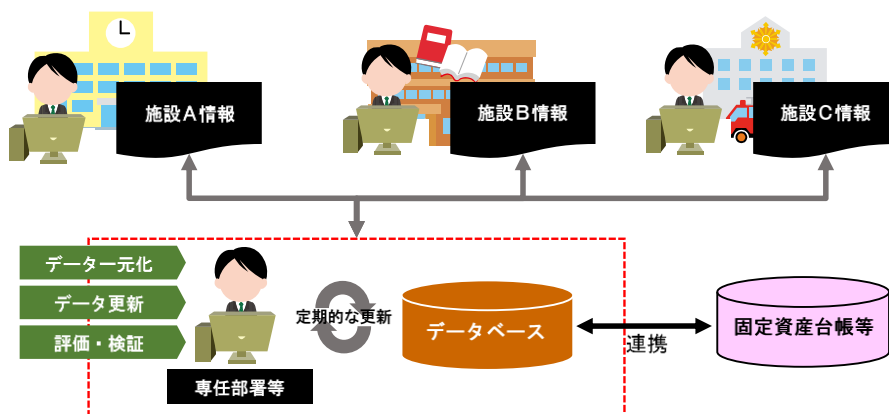 施設A情報
施設B情報
施設C情報
データ一元化
データ更新
評価・検証
定期的な更新
データベース
固定資産台帳等
連携
専任部署等